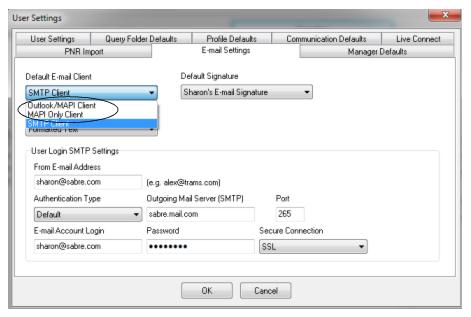 User Settings
User Settings Query Folder Defaults Profile Defaults Communication Defaults Live Connect
PNR Import E-mail Settings Manager Defaults
Default E-mail Client Default Signature
SMTP Client Sharon's E-mail Signature
Outlook/MAPI Client
MAPI Only Client
SMTP Client
Formatted Text
User Login SMTP Settings
From E-mail Address
sharon@sabre.com (e.g. alex@trams.com)
Authentication Type Outgoing Mail Server (SMTP) Port
Default sabre.mail.com 265
E-mail Account Login Password Secure Connection
sharon@sabre.com •••••••• SSL
OK Cancel